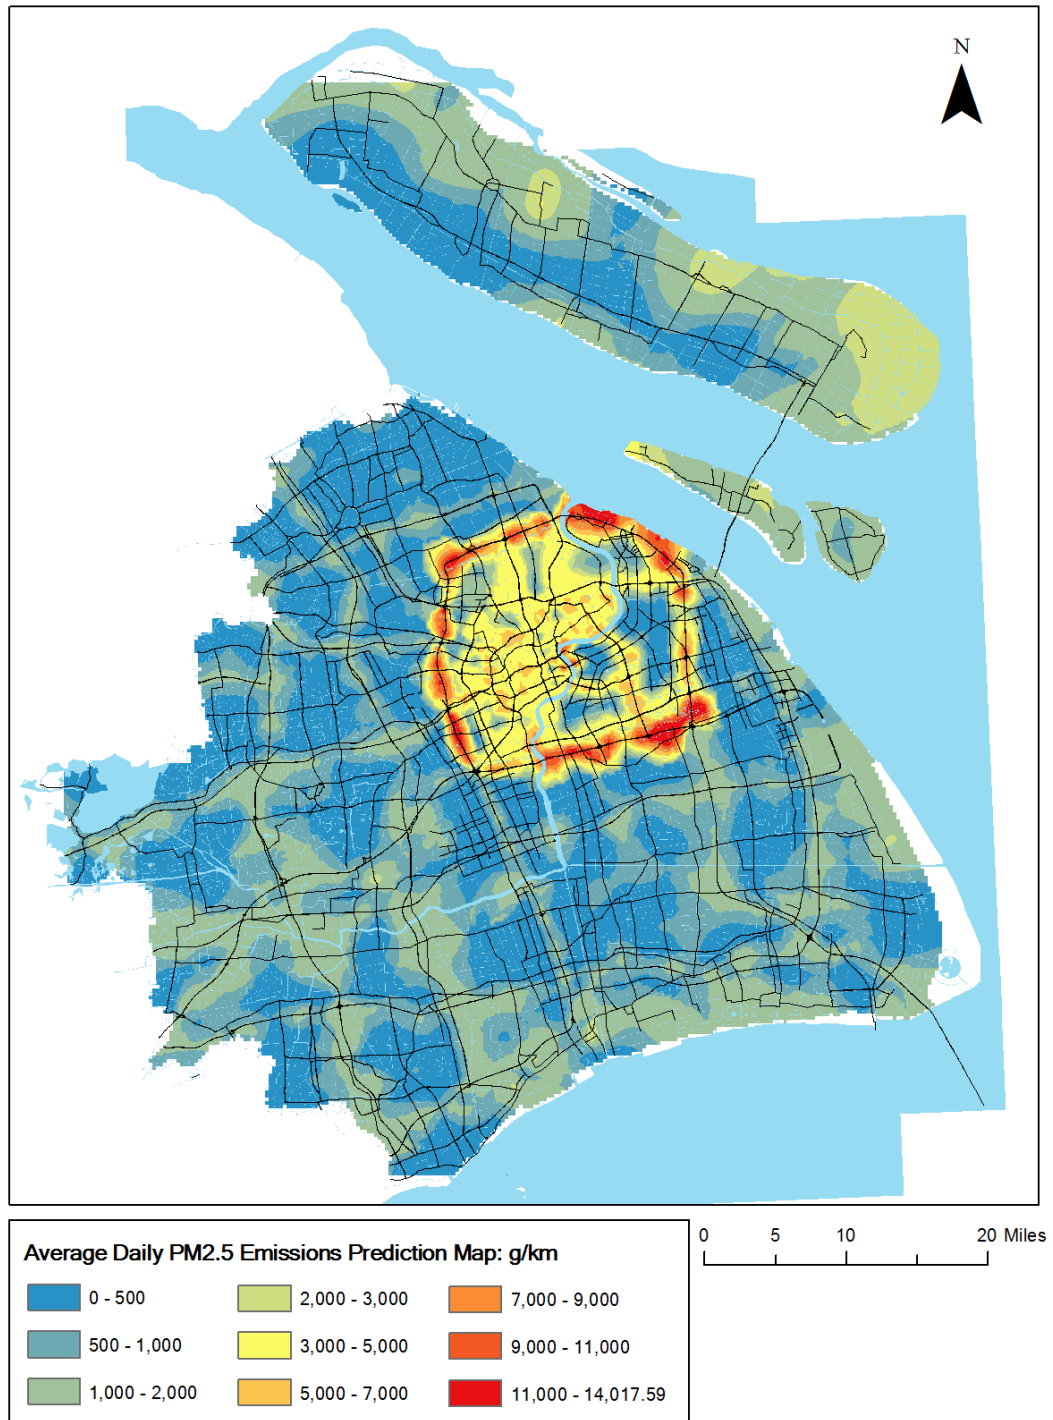 N
Average Daily PM2.5 Emissions Prediction Map: g/km
0 - 500
500 - 1,000
1,000 - 2,000
2,000 - 3,000
3,000 - 5,000
5,000 - 7,000
7,000 - 9,000
9,000 - 11,000
11,000 - 14,017.59
0 5 10 20 Miles